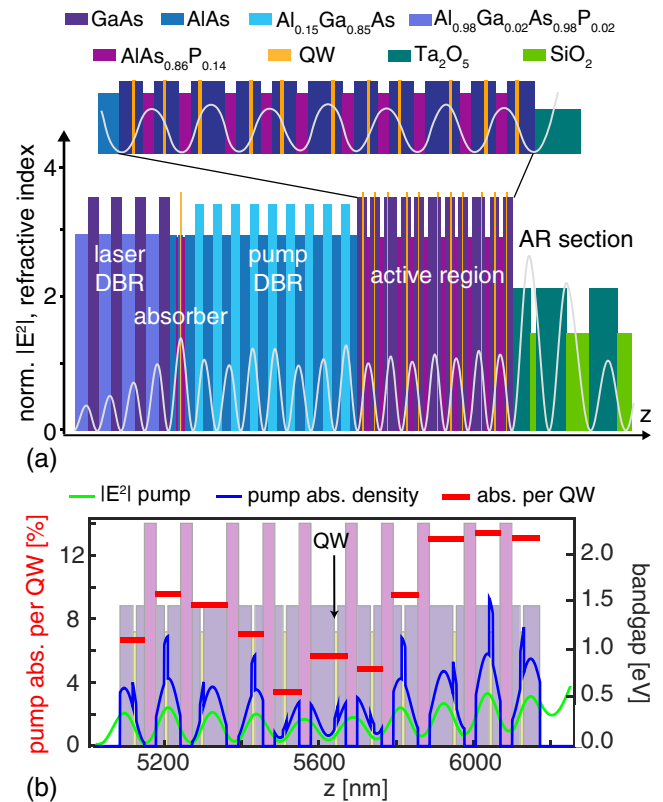 GaAs AlAs Al0.15Ga0.85As Al0.98Ga0.02As0.98P0.02
AlAs0.86P0.14 QW Ta2O5 SiO2
norm. |E²|, refractive index
4
2
0
laser
DBR
absorber
pump
DBR
active region
AR section
z
(a)
|E²| pump pump abs. density abs. per QW
pump abs. per QW [%]
12
8
4
0
QW
2.0
1.5
1.0
0.5
0.0
bandgap [eV]
5200 5600 6000
z [nm]
(b)